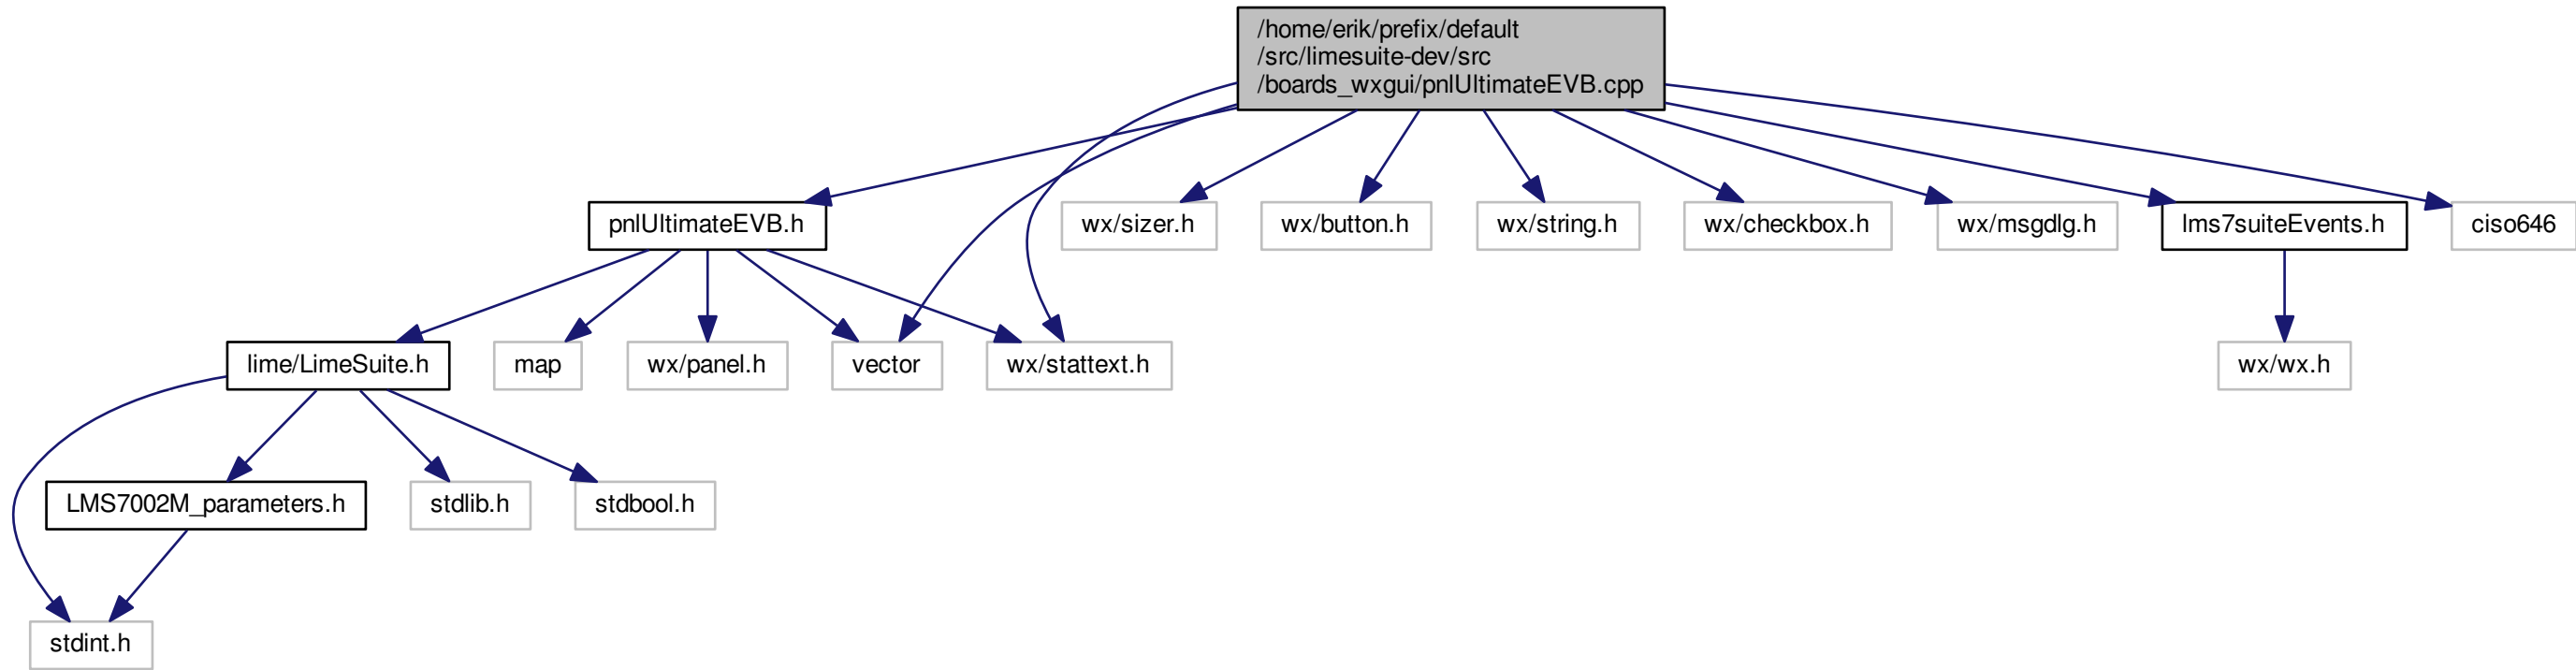 /home/erik/prefix/default
/src/limesuite-dev/src
/boards_wxgui/pnlUltimateEVB.cpp
pnlUltimateEVB.h
wx/sizer.h
wx/button.h
wx/string.h
wx/checkbox.h
wx/msgdlg.h
lms7suiteEvents.h
ciso646
lime/LimeSuite.h
map
wx/panel.h
vector
wx/stattext.h
wx/wx.h
LMS7002M_parameters.h
stdlib.h
stdbool.h
stdint.h